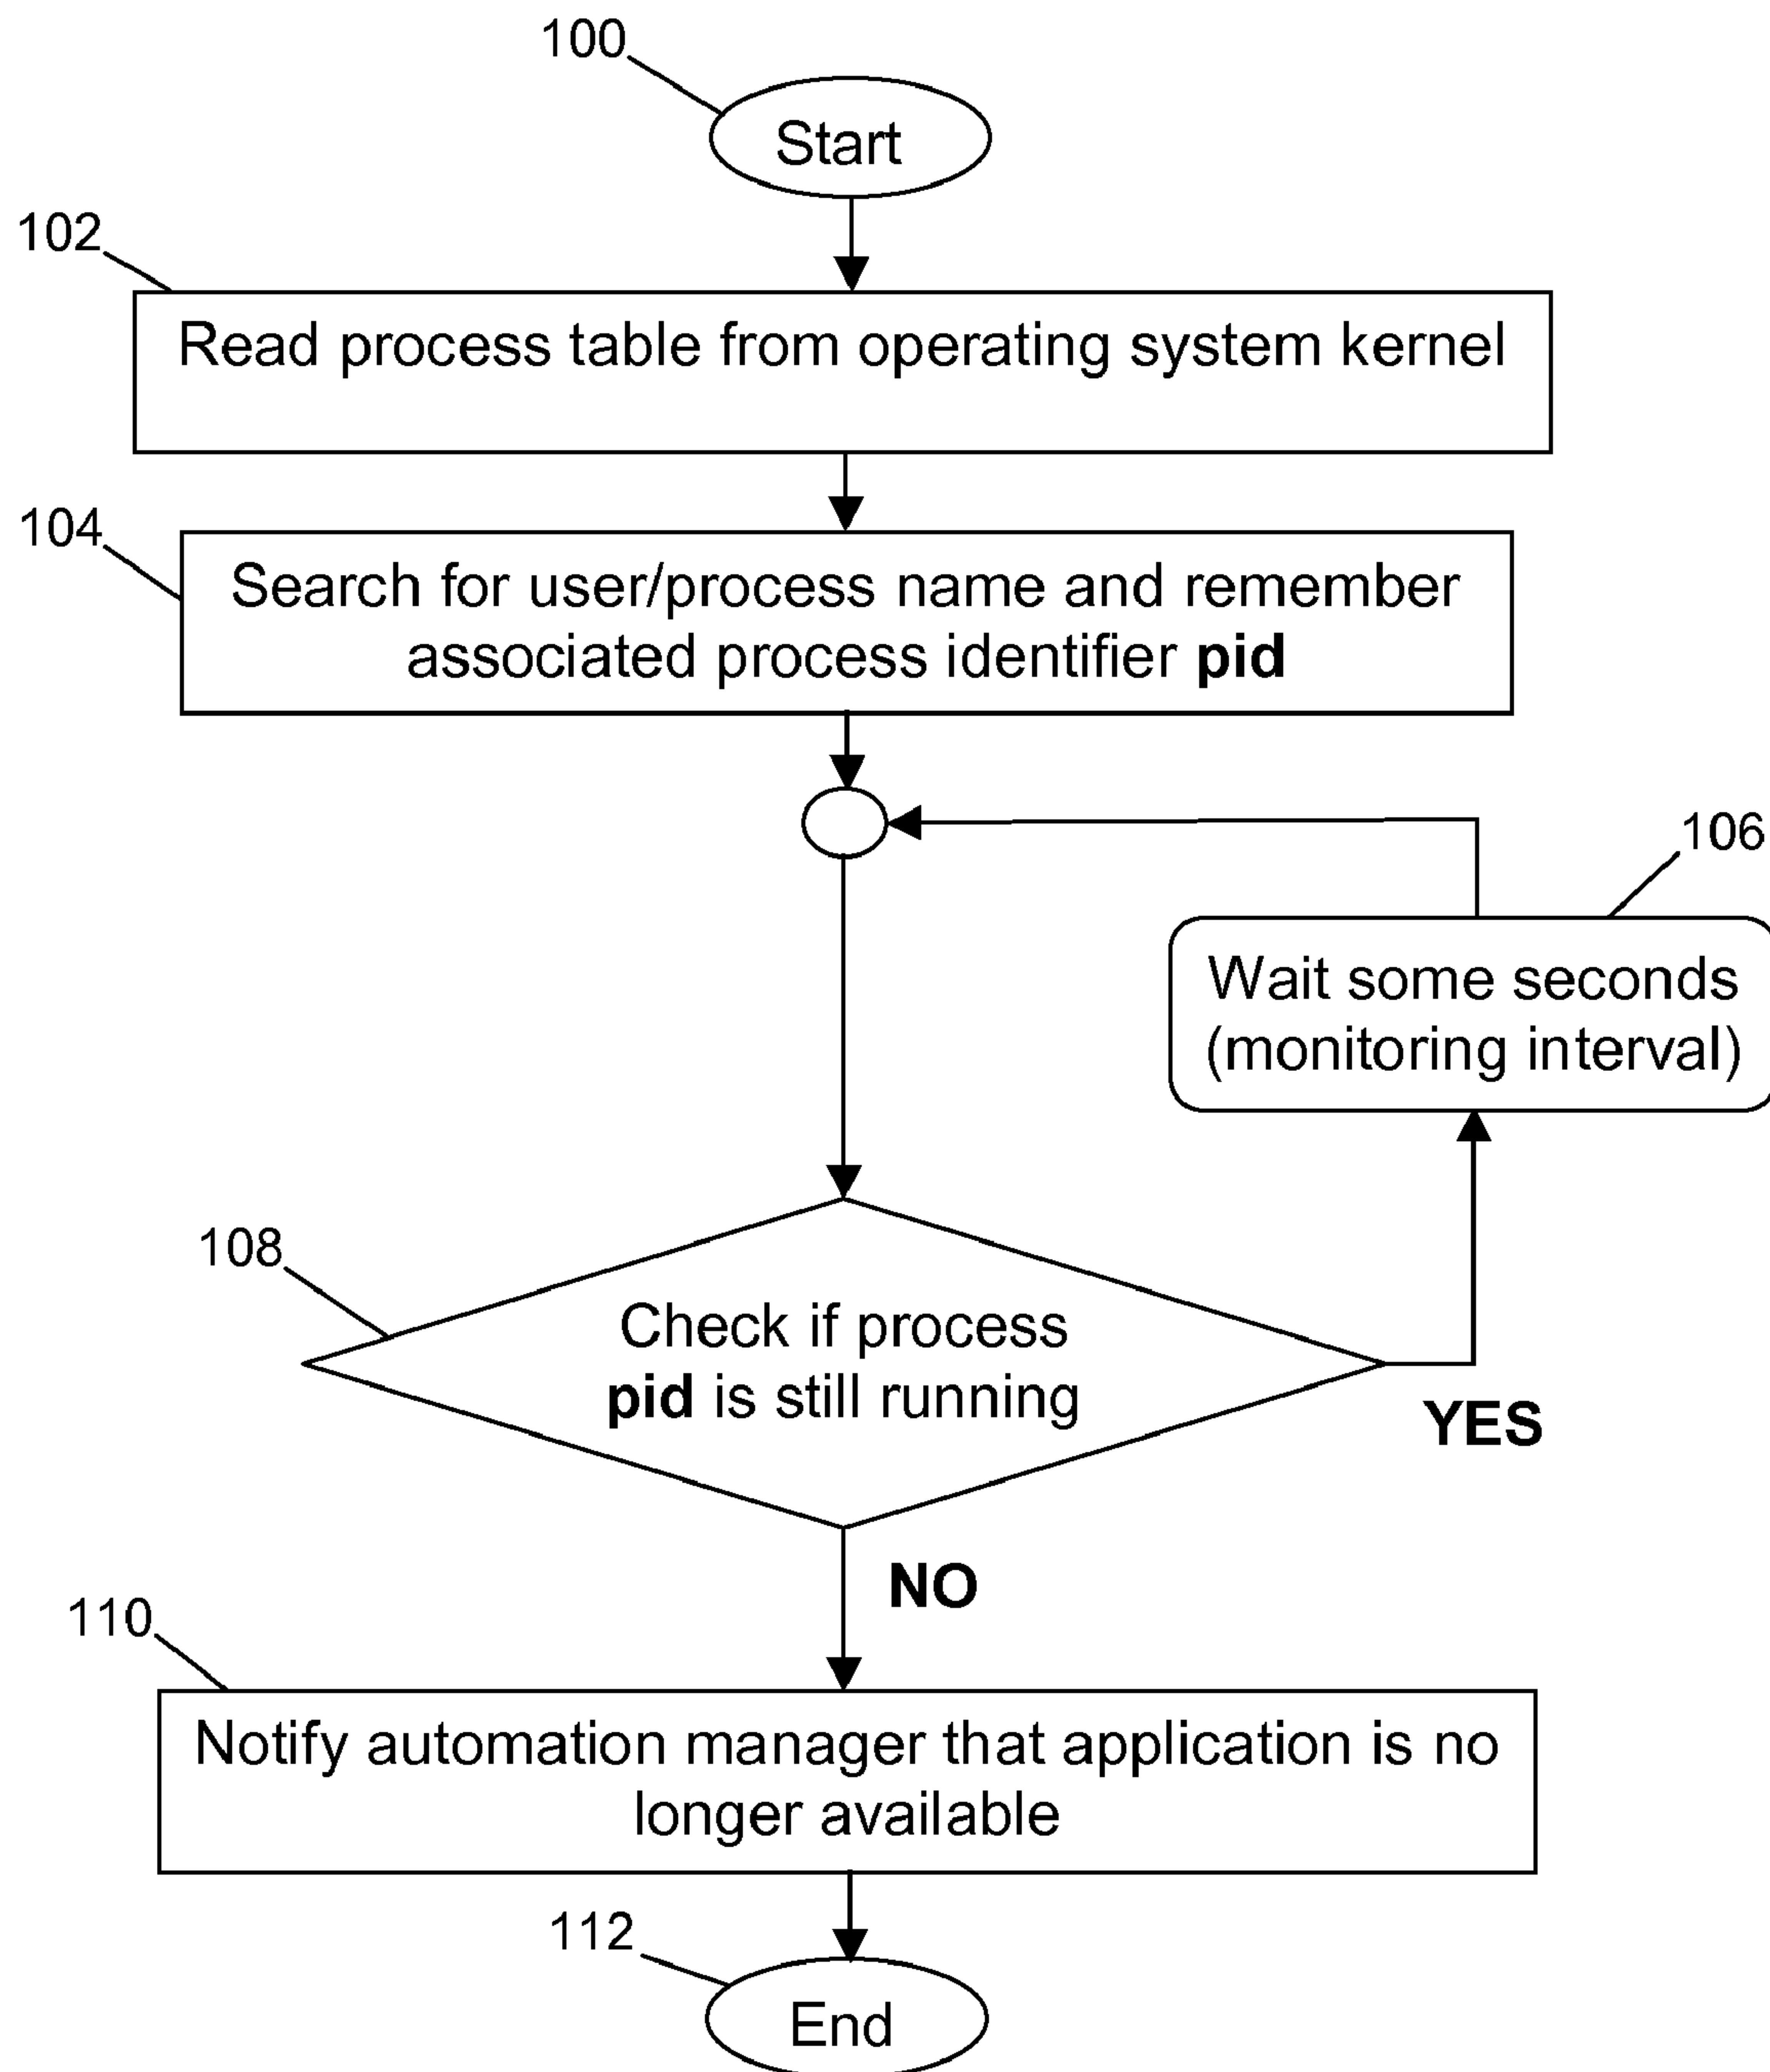 100
Start
102
Read process table from operating system kernel
104
Search for user/process name and remember
associated process identifier pid
106
Wait some seconds
(monitoring interval)
108
Check if process
pid is still running
YES
NO
110
Notify automation manager that application is no
longer available
112
End